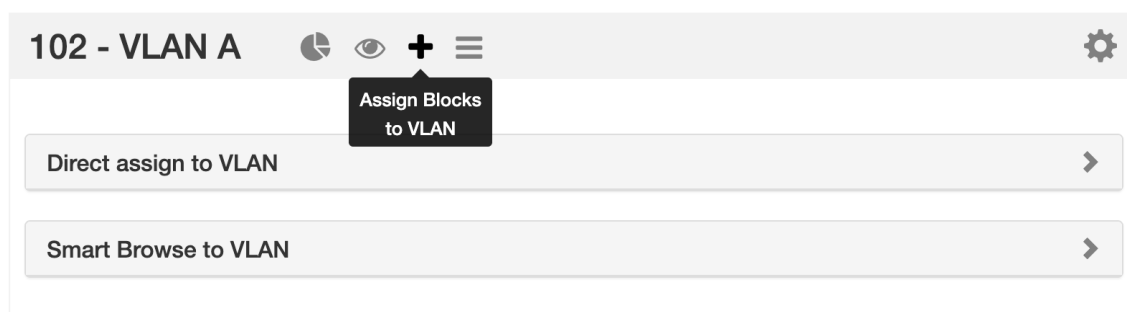 102 - VLAN A
Assign Blocks
to VLAN
Direct assign to VLAN
Smart Browse to VLAN